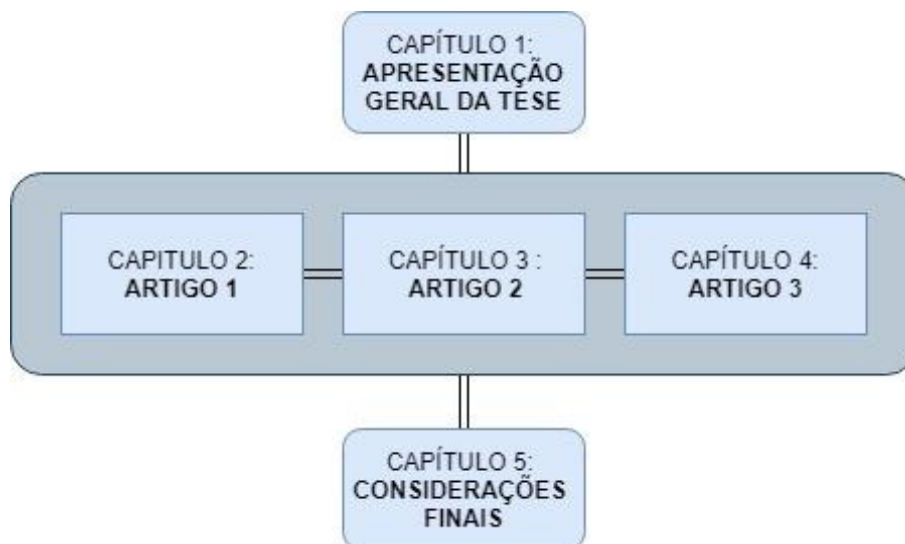 CAPÍTULO 1:
APRESENTAÇÃO
GERAL DA TESE
CAPITULO 2:
ARTIGO 1
CAPÍTULO 3 :
ARTIGO 2
CAPÍTULO 4:
ARTIGO 3
CAPÍTULO 5:
CONSIDERAÇÕES
FINAIS